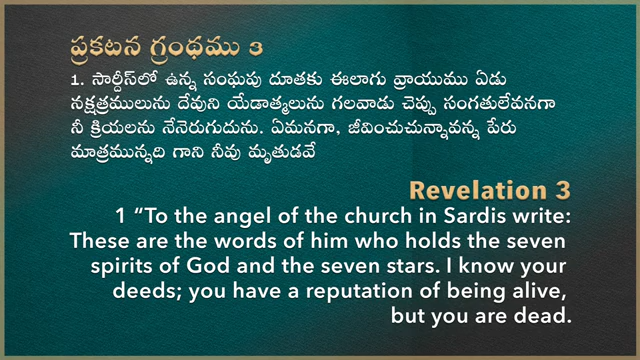 ప్రకటన గ్రంథము 3
1. సార్దీస్‌లో ఉన్న సంఘపు దూతకు ఈలాగు వ్రాయుము ఏడు
నక్షత్రములును దేవుని యేడాత్మలును గలవాడు చెప్పు సంగతులేవనగా
నీ క్రియలను నేనెరుగుదును. ఏమనగా, జీవించుచున్నావన్న పేరు
మాత్రమున్నది గాని నీవు మృతుడవే
Revelation 3
1 “To the angel of the church in Sardis write:
These are the words of him who holds the seven
spirits of God and the seven stars. I know your
deeds; you have a reputation of being alive,
but you are dead.